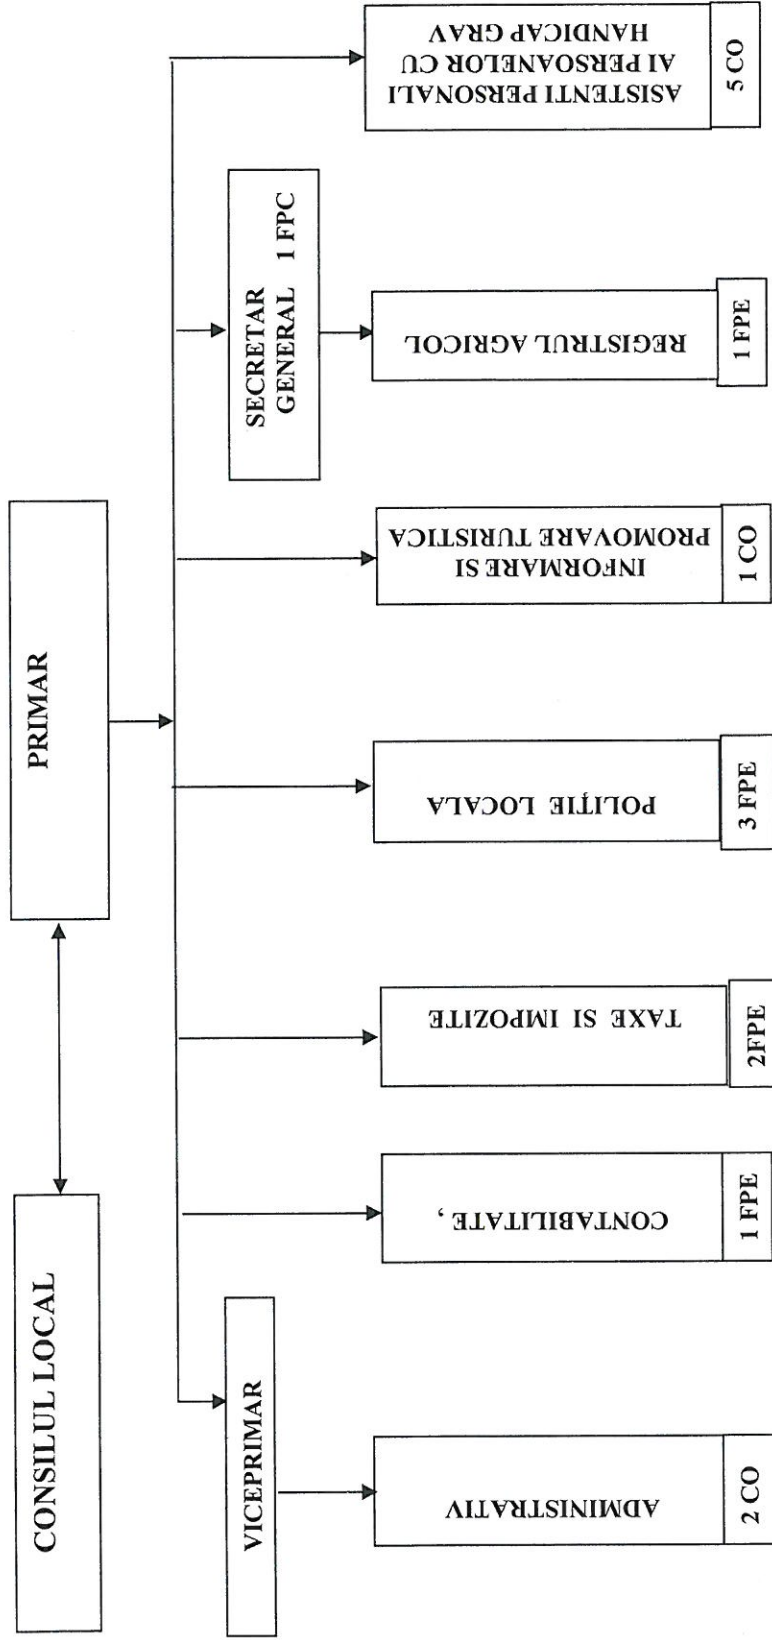 CONSILUL LOCAL
PRIMAR
VICEPRIMAR
SECRETAR
GENERAL 1 FPC
ADMINISTRATIV
2 CO
CONTABILITATE ,
1 FPE
TAXE SI IMPOZITE
2FPE
POLIŢIE LOCALA
3 FPE
INFORMARE SI
PROMOVARE TURISTICA
1 CO
REGISTRUL AGRICOL
1 FPE
ASISTENTI PERSONALI
AI PERSOANELOR CU
HANDICAP GRAV
5 CO